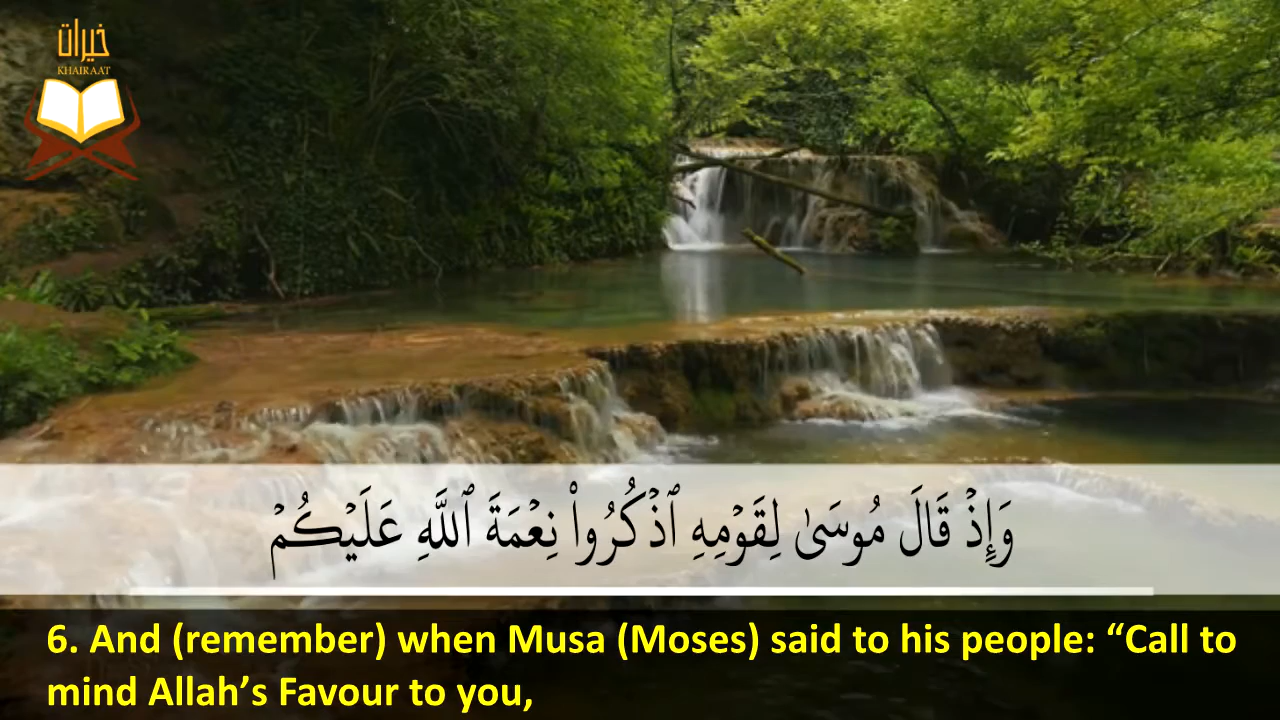 خيرات
KHAIRAAT
وَإِذْ قَالَ مُوسَىٰ لِقَوْمِهِ ٱذْكُرُوا۟ نِعْمَةَ ٱللَّهِ عَلَيْكُمْ
6. And (remember) when Musa (Moses) said to his people: “Call to
mind Allah’s Favour to you,